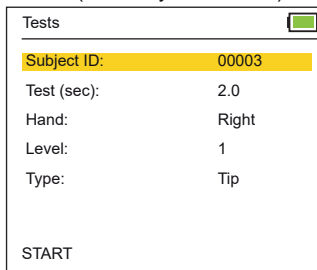 Tests
Subject ID: 00003
Test (sec): 2.0
Hand: Right
Level: 1
Type: Tip
START